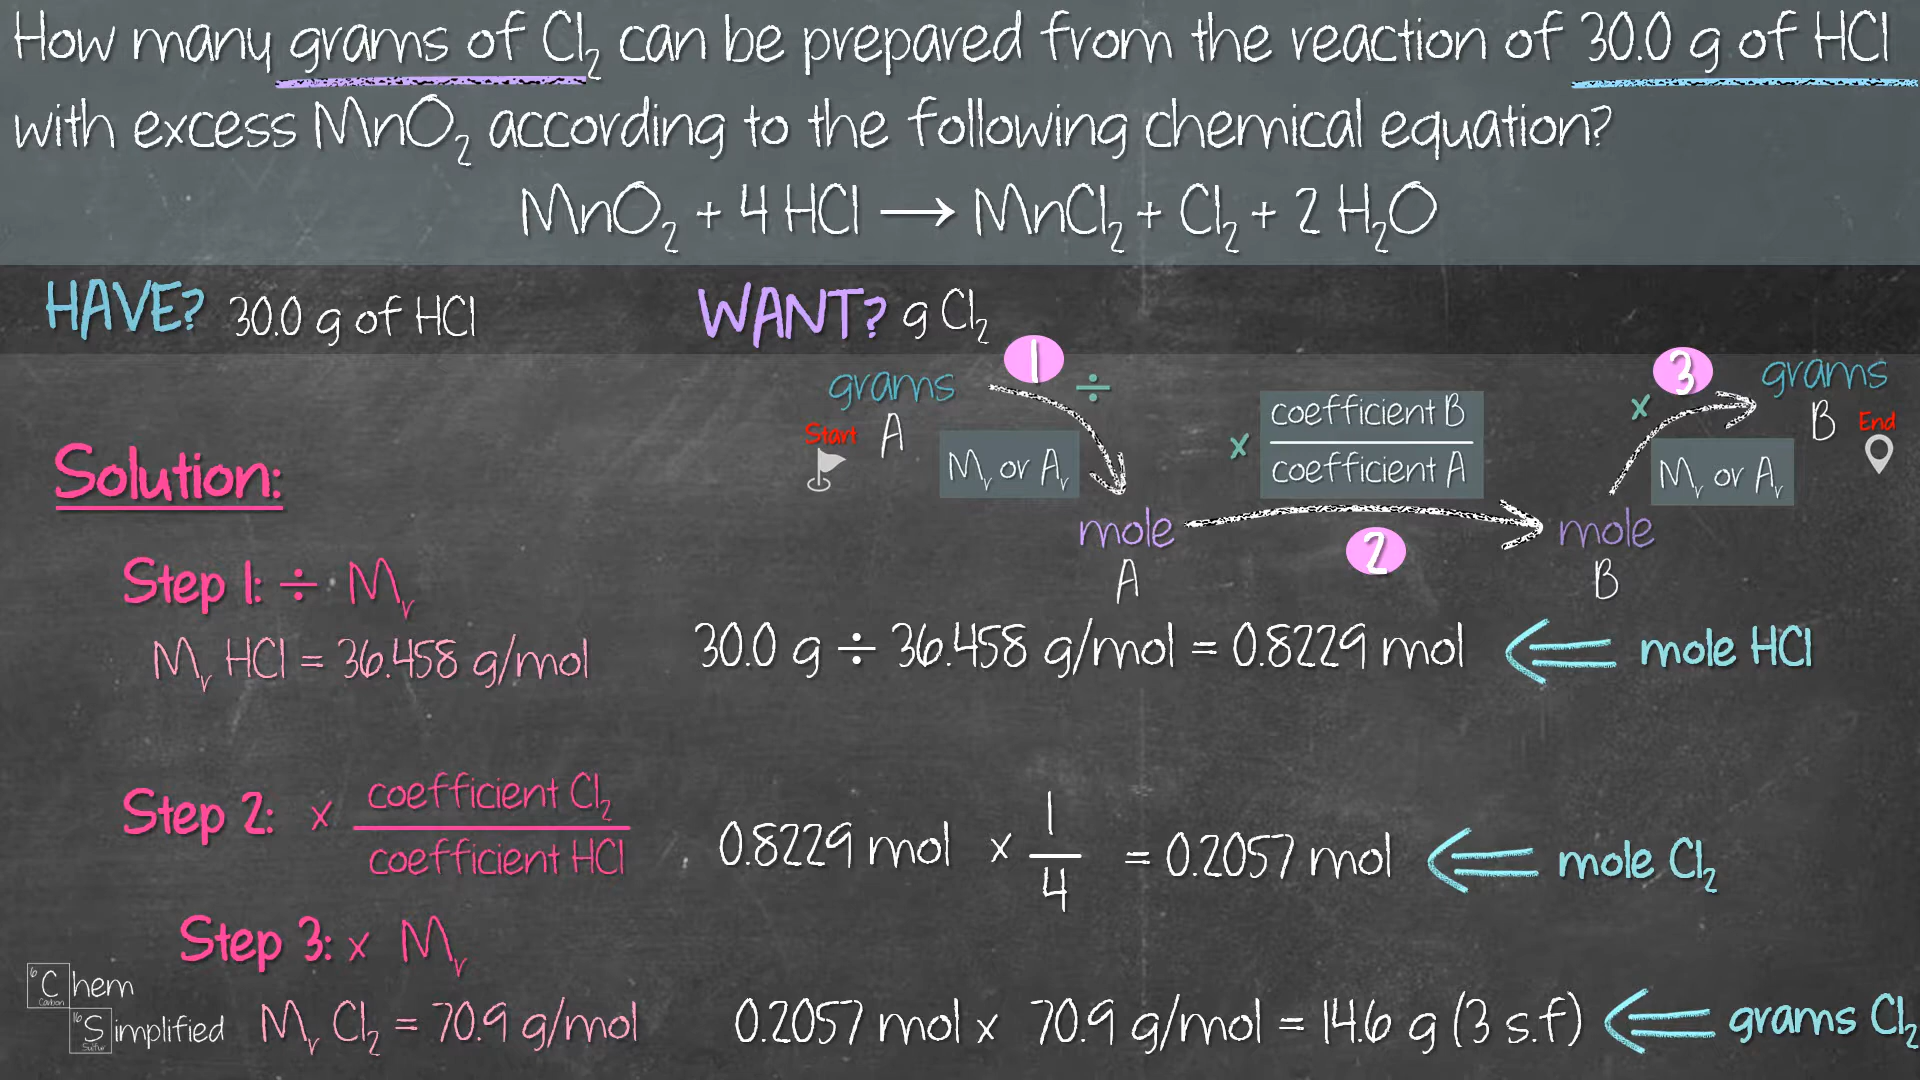 How many grams of Cl₂ can be prepared from the reaction of 30.0 g of HCl
with excess MnO₂ according to the following chemical equation?
MnO₂ + 4 HCl → MnCl₂ + Cl₂ + 2 H₂O
HAVE? 30.0 g of HCl
WANT? g Cl₂
1
÷
grams
A
Start
Mᵣ or Aᵣ
mole
A
x
coefficient B
coefficient A
2
mole
B
x
3
Mᵣ or Aᵣ
grams
B
End
Solution:
Step 1: ÷ Mᵣ
Mᵣ HCl = 36.458 g/mol
30.0 g ÷ 36.458 g/mol = 0.8229 mol
mole HCl
Step 2: x
coefficient Cl₂
coefficient HCl
0.8229 mol x
1
4
= 0.2057 mol
mole Cl₂
Step 3: x Mᵣ
Mᵣ Cl₂ = 70.9 g/mol
0.2057 mol x 70.9 g/mol = 14.6 g (3 s.f)
grams Cl₂
6
Chem
Carbon
16
Simplified
Sulfur